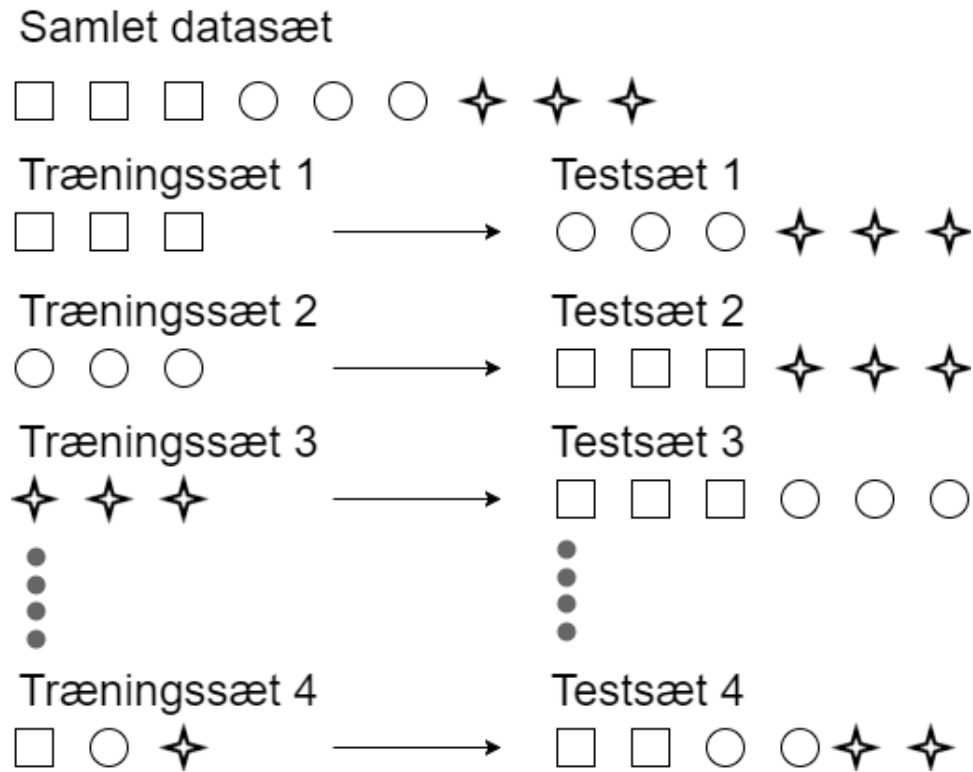 Samlet datasæt
Træningssæt 1
Testsæt 1
Træningssæt 2
Testsæt 2
Træningssæt 3
Testsæt 3
Træningssæt 4
Testsæt 4